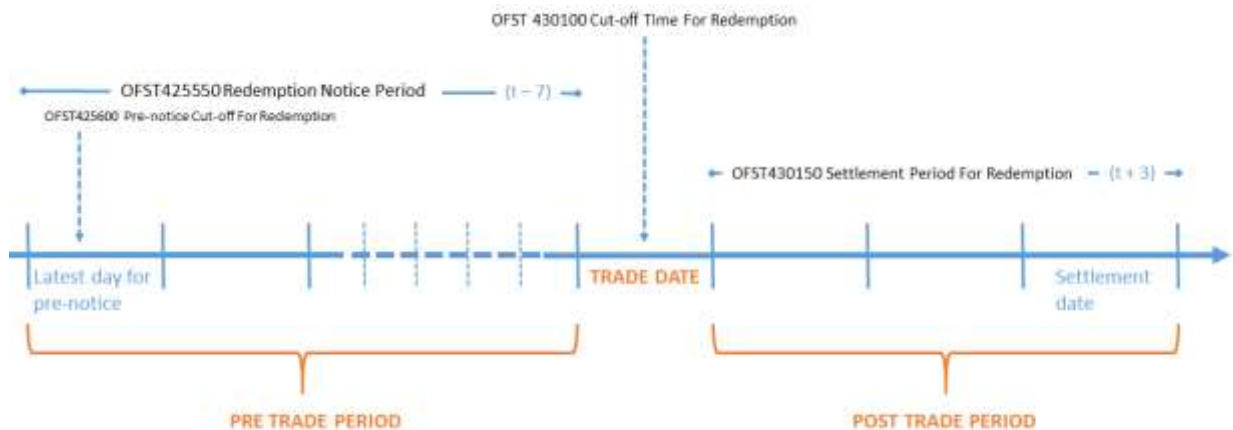 OFST 430100 Cut-off Time For Redemption
OFST425550 Redemption Notice Period (t – 7)
OFST425600 Pre-notice Cut-off For Redemption
OFST430150 Settlement Period For Redemption (t + 3)
Latest day for
pre-notice
TRADE DATE
Settlement
date
PRE TRADE PERIOD
POST TRADE PERIOD